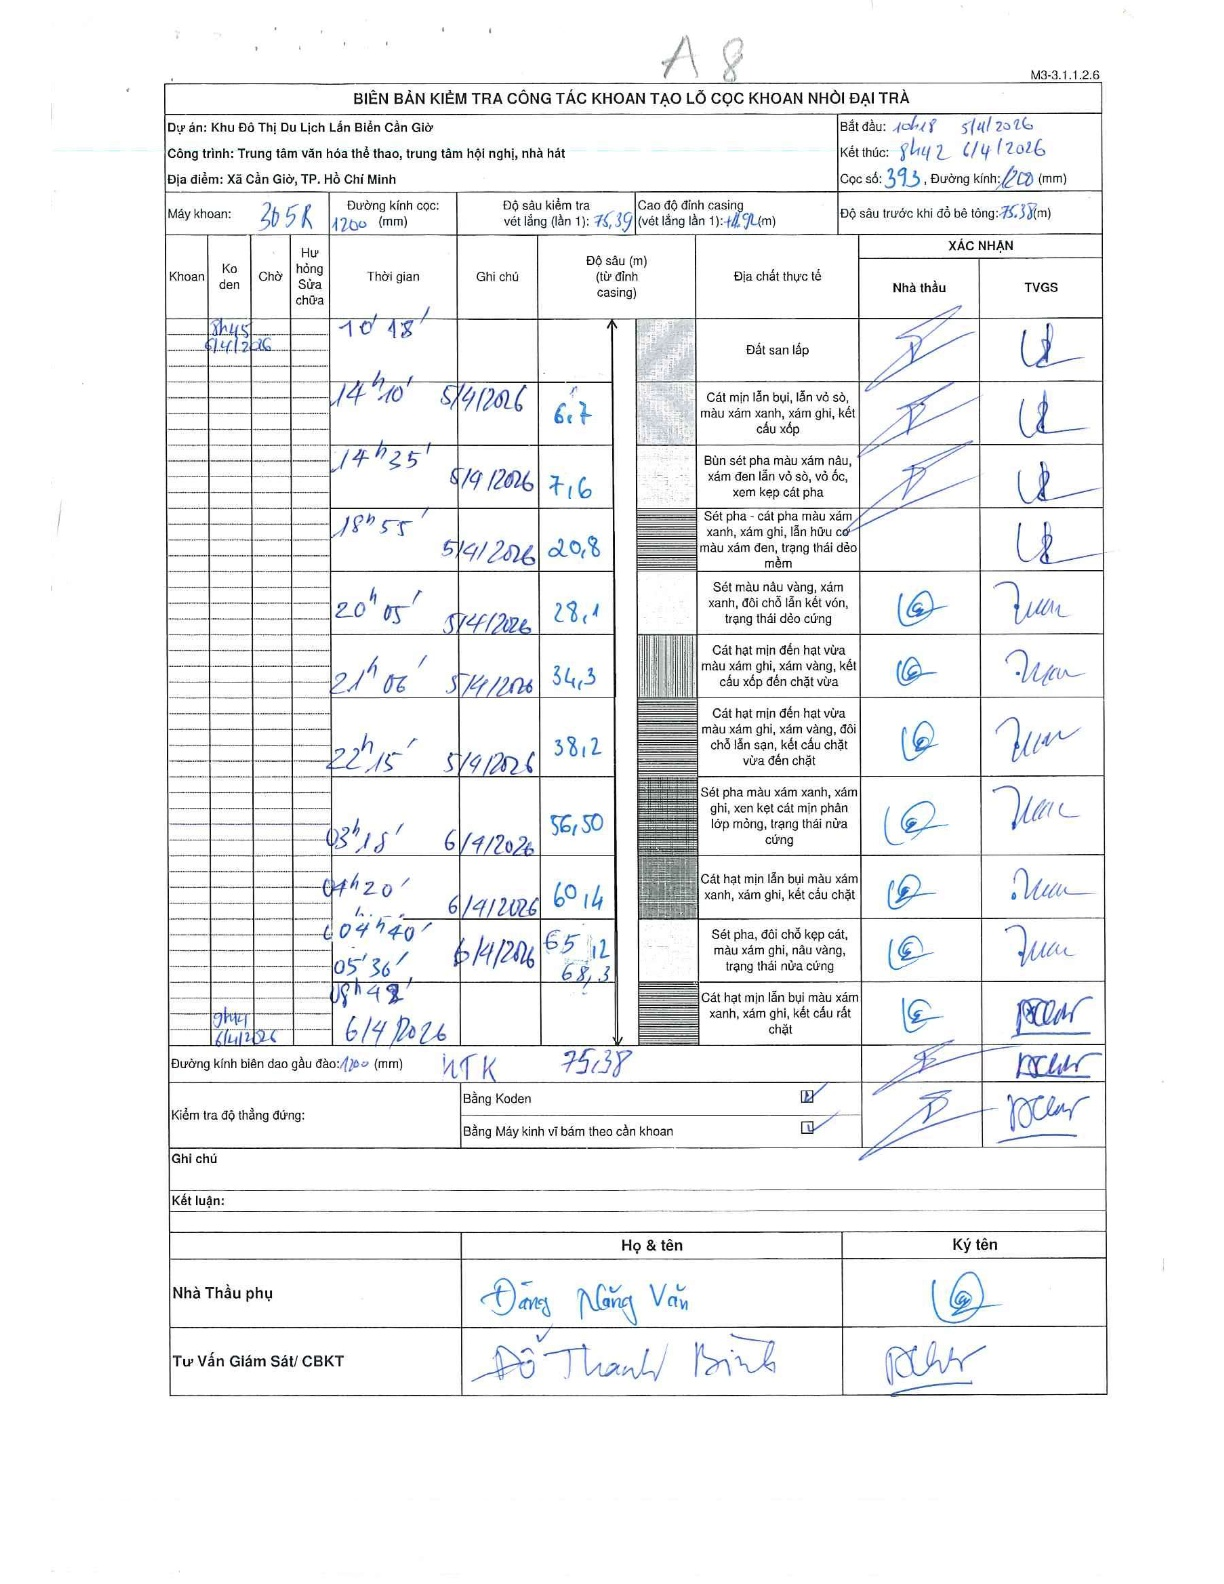 A 8
M3-3.1.1.2.6
BIÊN BẢN KIỂM TRA CÔNG TÁC KHOAN TẠO LỖ CỌC KHOAN NHỒI ĐẠI TRÀ
Dự án: Khu Đô Thị Du Lịch Lấn Biển Cần Giờ
Công trình: Trung tâm văn hóa thể thao, trung tâm hội nghị, nhà hát
Địa điểm: Xã Cần Giờ, TP. Hồ Chí Minh
Bắt đầu: 10h18 5/4/2026
Kết thúc: 8h42 6/4/2026
Cọc số: 393, Đường kính: 1200 (mm)
Máy khoan: 305R
Đường kính cọc: 1200 (mm)
Độ sâu kiểm tra vét lắng (lần 1): 75,39
Cao độ đỉnh casing (vét lắng lần 1): (m)
Độ sâu trước khi đổ bê tông: 75.38(m)
Khoan
Ko den
Chờ
Hư hỏng Sửa chữa
Thời gian
Ghi chú
Độ sâu (m) (từ đỉnh casing)
Địa chất thực tế
XÁC NHẬN
Nhà thầu
TVGS
8h45
6/4/2026
10' 18'
Đất san lấp
14h10' 5/4/2026 6,7
Cát mịn lẫn bụi, lẫn vỏ sò,
màu xám xanh, xám ghi, kết
cấu xốp
14h35' 5/4/2026 7,6
Bùn sét pha màu xám nâu,
xám đen lẫn vỏ sò, vỏ ốc,
xem kẹp cát pha
18h55' 5/4/2026 20,8
Sét pha - cát pha màu xám
xanh, xám ghi, lẫn hữu cơ
màu xám đen, trạng thái dẻo
mềm
20h05' 5/4/2026 28,1
Sét màu nâu vàng, xám
xanh, đôi chỗ lẫn kết vón,
trạng thái dẻo cứng
21h06' 5/4/2026 34,3
Cát hạt mịn đến hạt vừa
màu xám ghi, xám vàng, kết
cấu xốp đến chặt vừa
22h15' 5/4/2026 38,2
Cát hạt mịn đến hạt vừa
màu xám ghi, xám vàng, đôi
chỗ lẫn sạn, kết cấu chặt
vừa đến chặt
03h18' 6/4/2026 56,50
Sét pha màu xám xanh, xám
ghi, xen kẹt cát mịn phân
lớp mỏng, trạng thái nửa
cứng
04h20' 6/4/2026 60,4
Cát hạt mịn lẫn bụi màu xám
xanh, xám ghi, kết cấu chặt
04h40' 6/4/2026 65,2
05'36' 68,3
Sét pha, đôi chỗ kẹp cát,
màu xám ghi, nâu vàng,
trạng thái nửa cứng
08h42'
6/4/2026
Cát hạt mịn lẫn bụi màu xám
xanh, xám ghi, kết cấu rất
chặt
9h44
6/4/2026
Đường kính biên dao gầu đào: 1200 (mm) KTK 75,38
Kiểm tra độ thẳng đứng:
Bằng Koden
Bằng Máy kinh vĩ bám theo cần khoan
Ghi chú
Kết luận:
Họ & tên
Ký tên
Nhà Thầu phụ
Đăng Năng Văn
Tư Vấn Giám Sát/ CBKT
Đỗ Thanh Bình